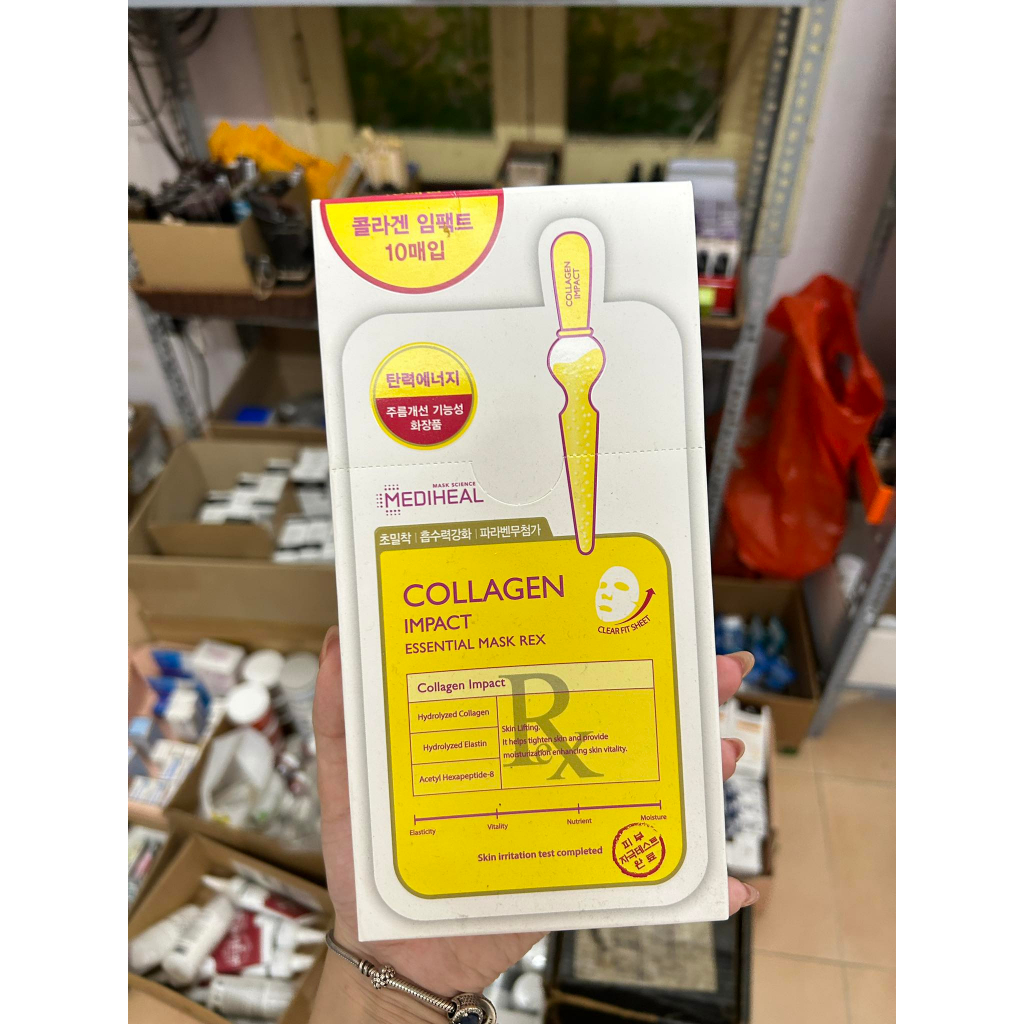 콜라겐 임팩트
10매입
COLLAGEN
IMPACT
탄력에너지
주름개선 기능성
화장품
MASK SCIENCE
MEDIHEAL
초밀착 | 흡수력강화 | 파라벤무첨가
COLLAGEN
IMPACT
ESSENTIAL MASK REX
CLEAR FIT SHEET
Collagen Impact
Rex
Hydrolyzed Collagen
Hydrolyzed Elastin
Acetyl Hexapeptide-8
Skin Lifting.
It helps tighten skin and provide
moisturization enhancing skin vitality.
Elasticity Vitality Nutrient Moisture
Skin irritation test completed
피부
자극테스트
완료